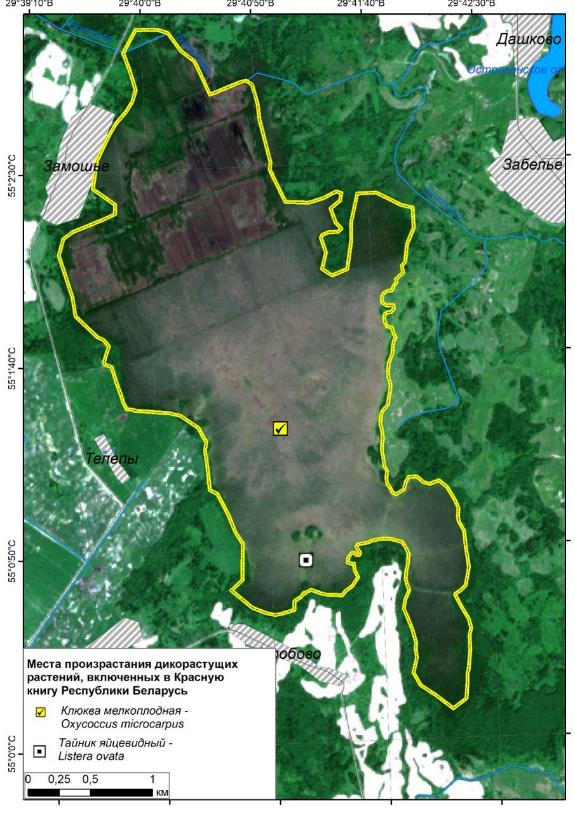 29°39'10"В 29°40'0"В 29°40'50"В 29°41'40"В 29°42'30"В
Дашково
Островенское
Замошье
Забелье
55°2'30"С
55°1'40"С
Телепы
55°0'50"С
обово
Места произрастания дикорастущих
растений, включенных в Красную
книгу Республики Беларусь
Клюква мелкоплодная -
Oxycoccus microcarpus
Тайник яйцевидный -
Listera ovata
55°0'0"С
0 0,25 0,5 1
км